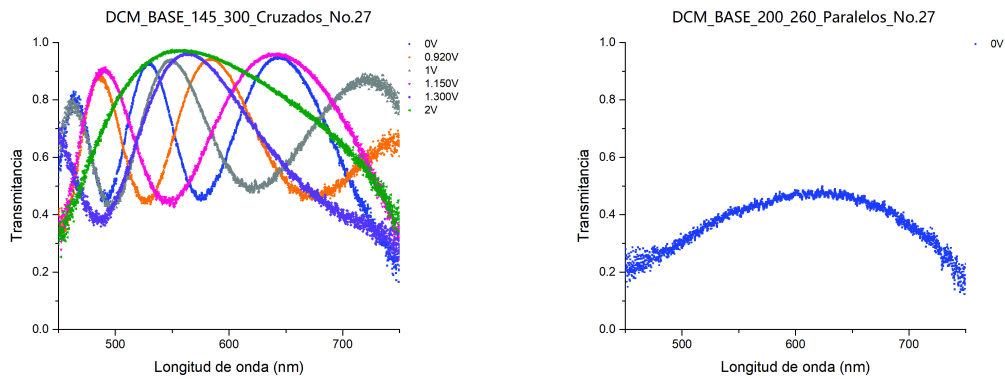 DCM_BASE_145_300_Cruzados_No.27
1.0
0.8
0.6
0.4
0.2
0.0
Transmitancia
500
600
700
Longitud de onda (nm)
0V
0.920V
1V
1.150V
1.300V
2V
DCM_BASE_200_260_Paralelos_No.27
1.0
0.8
0.6
0.4
0.2
0.0
Transmitancia
500
600
700
Longitud de onda (nm)
0V